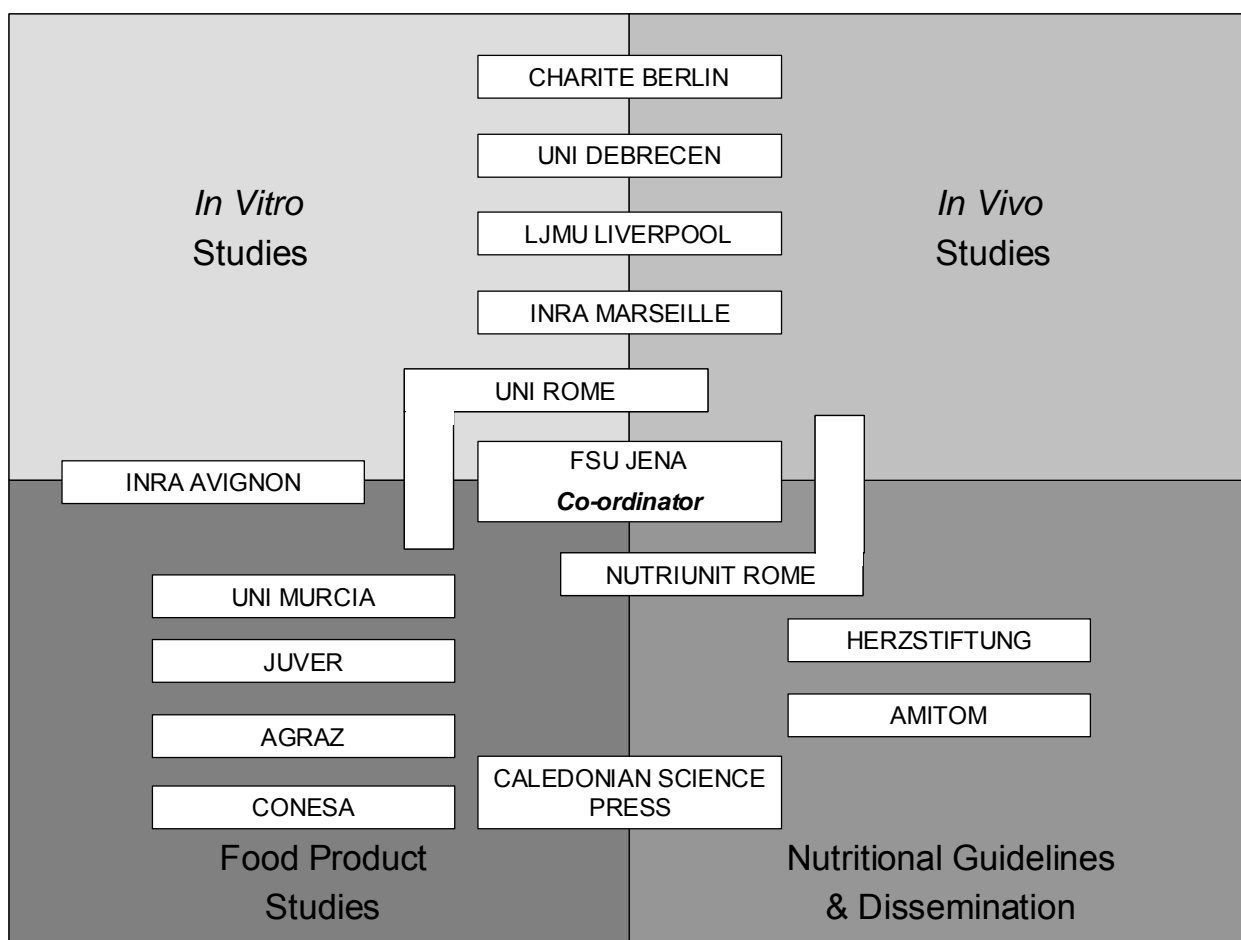 CHARITE BERLIN
UNI DEBRECEN
In Vitro
Studies
In Vivo
Studies
LJMU LIVERPOOL
INRA MARSEILLE
UNI ROME
FSU JENA
Co-ordinator
INRA AVIGNON
NUTRIUNIT ROME
UNI MURCIA
HERZSTIFTUNG
JUVER
AMITOM
AGRAZ
CALEDONIAN SCIENCE
PRESS
CONESA
Food Product
Studies
Nutritional Guidelines
& Dissemination